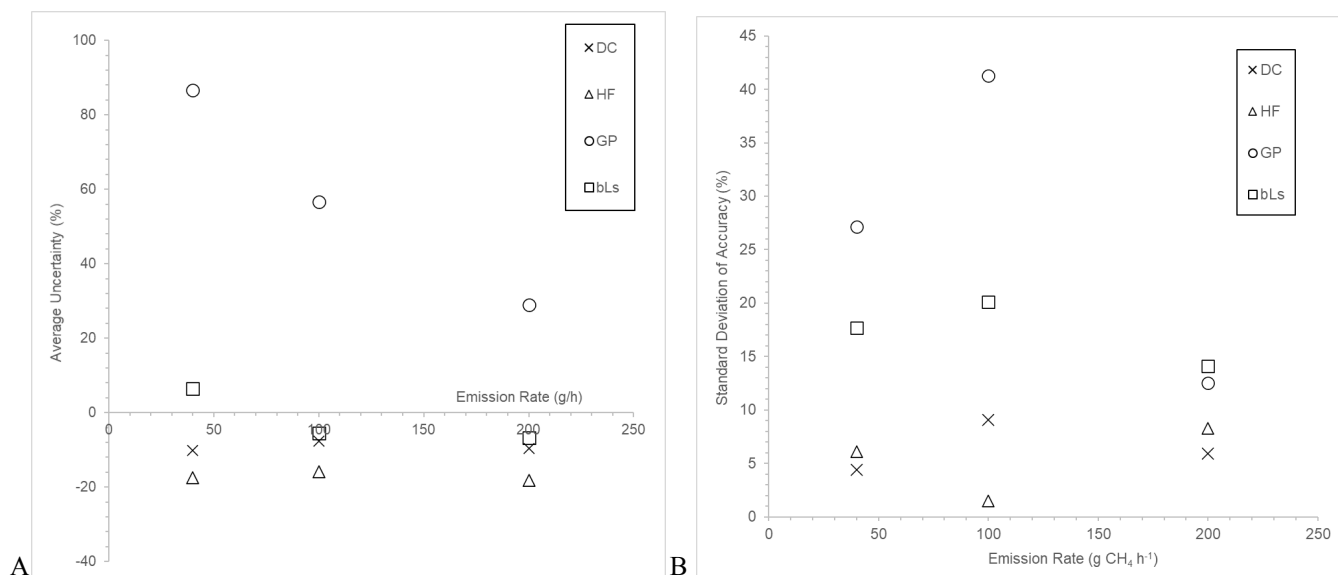 100
80
60
40
20
0
-20
-40
Average Uncertainty (%)
0
50
100
150
200
250
Emission Rate (g/h)
DC
HF
GP
bLs
A
45
40
35
30
25
20
15
10
5
0
Standard Deviation of Accuracy (%)
0
50
100
150
200
250
Emission Rate (g CH₄ h⁻¹)
DC
HF
GP
bLs
B